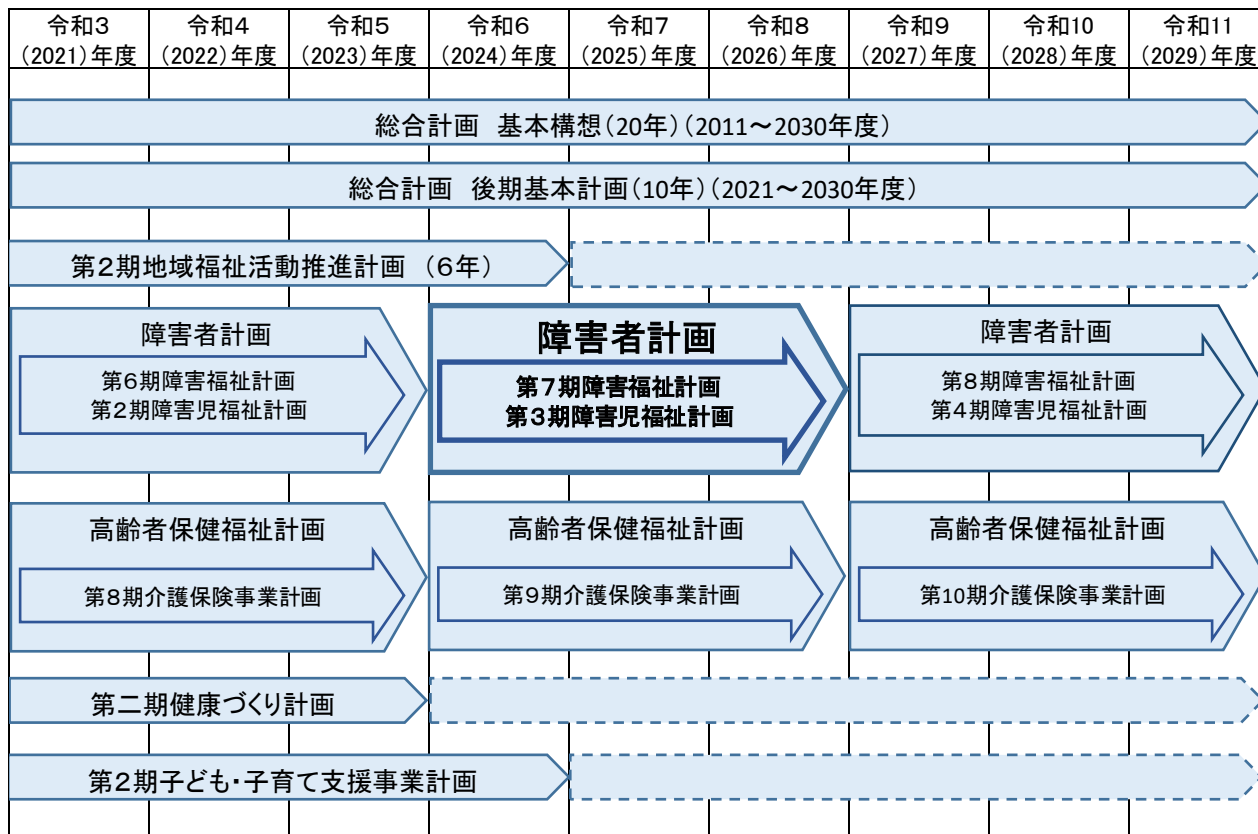 令和3 令和4 令和5 令和6 令和7 令和8 令和9 令和10 令和11
(2021)年度 (2022)年度 (2023)年度 (2024)年度 (2025)年度 (2026)年度 (2027)年度 (2028)年度 (2029)年度
総合計画 基本構想(20年)(2011～2030年度)
総合計画 後期基本計画(10年)(2021～2030年度)
第2期地域福祉活動推進計画 (6年)
障害者計画
第6期障害福祉計画
第2期障害児福祉計画
障害者計画
第7期障害福祉計画
第3期障害児福祉計画
障害者計画
第8期障害福祉計画
第4期障害児福祉計画
高齢者保健福祉計画
第8期介護保険事業計画
高齢者保健福祉計画
第9期介護保険事業計画
高齢者保健福祉計画
第10期介護保険事業計画
第二期健康づくり計画
第2期子ども・子育て支援事業計画